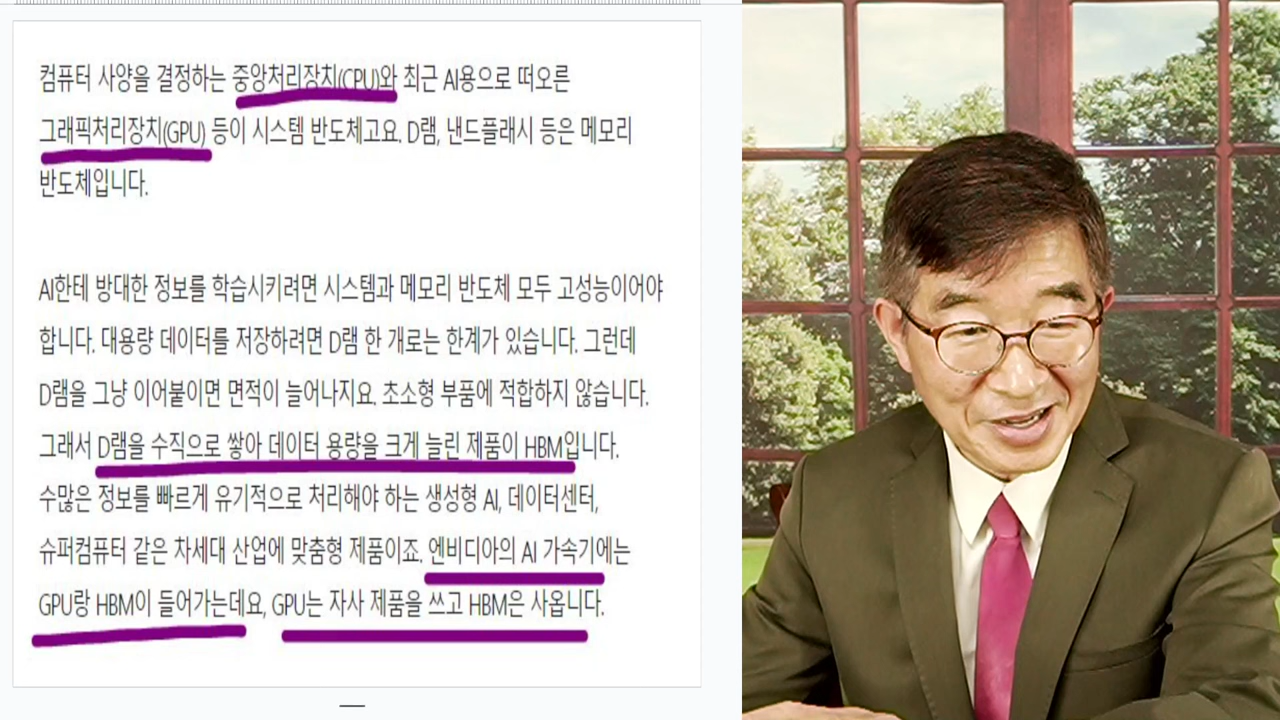 컴퓨터 사양을 결정하는 중앙처리장치(CPU)와 최근 AI용으로 떠오른
그래픽처리장치(GPU) 등이 시스템 반도체고요. D램, 낸드플래시 등은 메모리
반도체입니다.
AI한테 방대한 정보를 학습시키려면 시스템과 메모리 반도체 모두 고성능이어야
합니다. 대용량 데이터를 저장하려면 D램 한 개로는 한계가 있습니다. 그런데
D램을 그냥 이어붙이면 면적이 늘어나지요. 초소형 부품에 적합하지 않습니다.
그래서 D램을 수직으로 쌓아 데이터 용량을 크게 늘린 제품이 HBM입니다.
수많은 정보를 빠르게 유기적으로 처리해야 하는 생성형 AI, 데이터센터,
슈퍼컴퓨터 같은 차세대 산업에 맞춤형 제품이죠. 엔비디아의 AI 가속기에는
GPU랑 HBM이 들어가는데요, GPU는 자사 제품을 쓰고 HBM은 사옵니다.